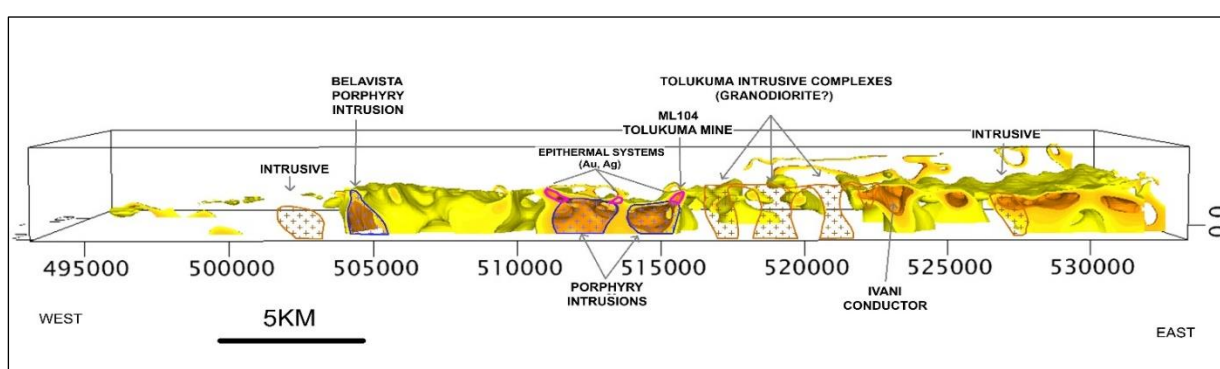 BELAVISTA
PORPHYRY
INTRUSION
TOLUKUMA INTRUSIVE COMPLEXES
(GRANODIORITE?)
ML104
TOLUKUMA MINE
INTRUSIVE
EPITHERMAL SYSTEMS
(Au, Ag)
INTRUSIVE
495000
500000
505000
510000
515000
520000
525000
530000
PORPHYRY
INTRUSIONS
IVANI
CONDUCTOR
WEST
5KM
EAST